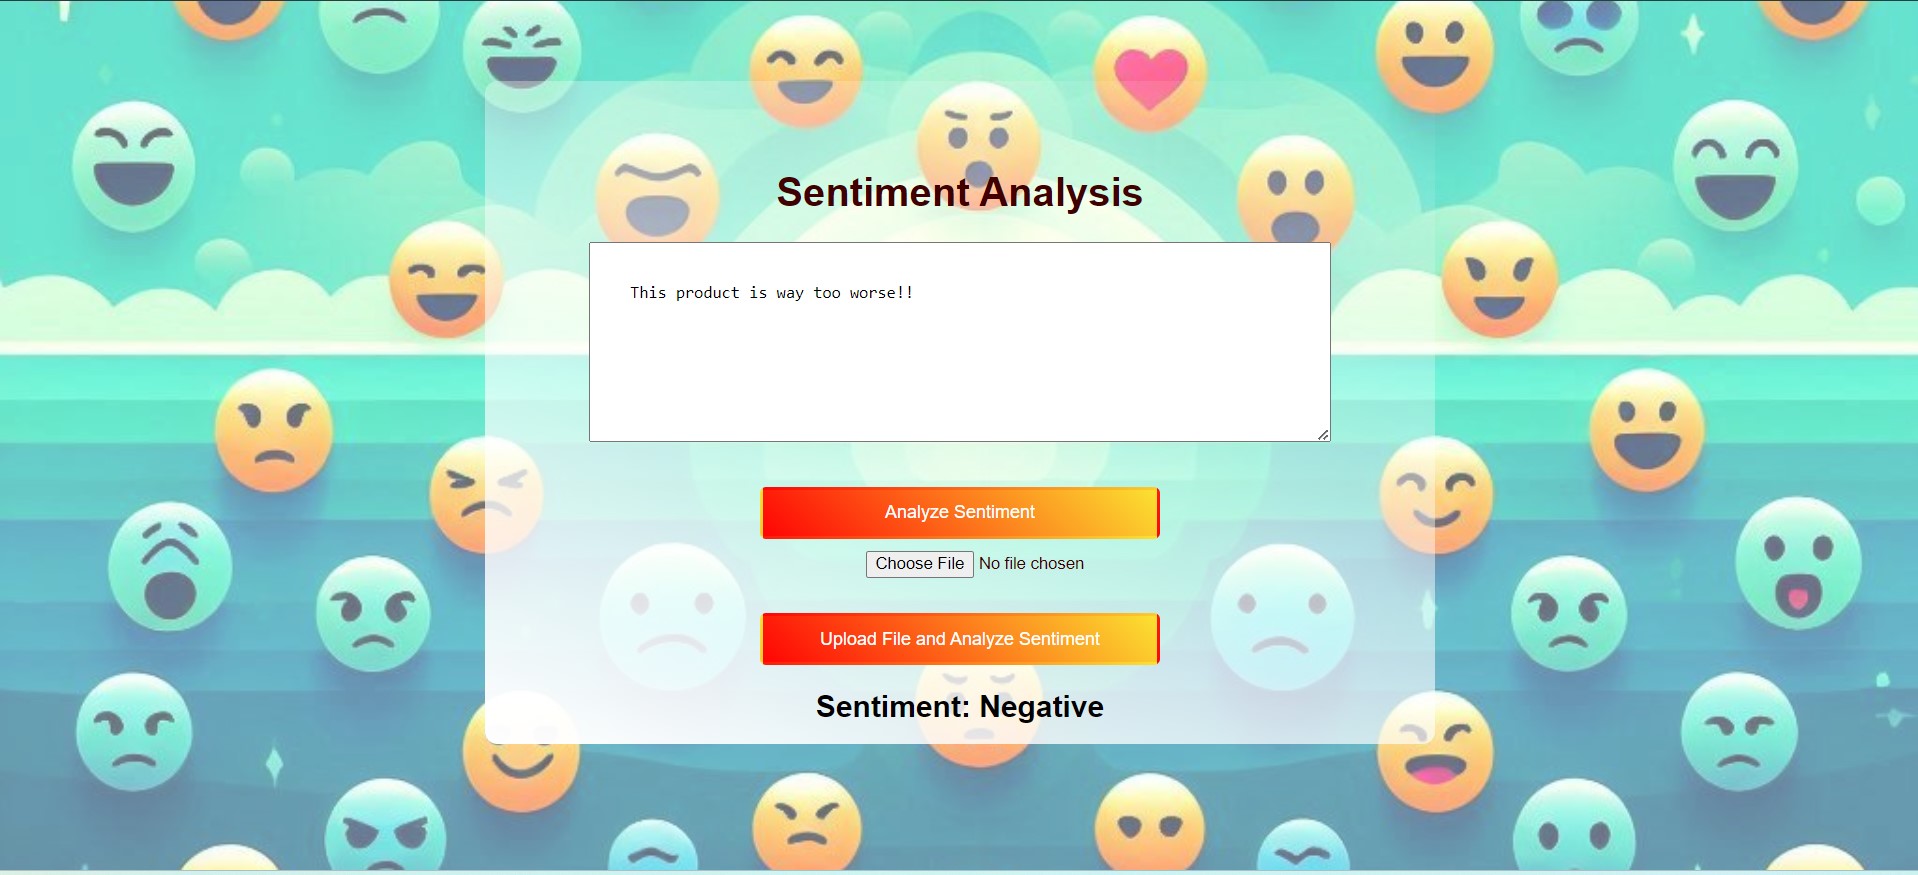 Sentiment Analysis
This product is way too worse!!
Analyze Sentiment
Choose File No file chosen
Upload File and Analyze Sentiment
Sentiment: Negative